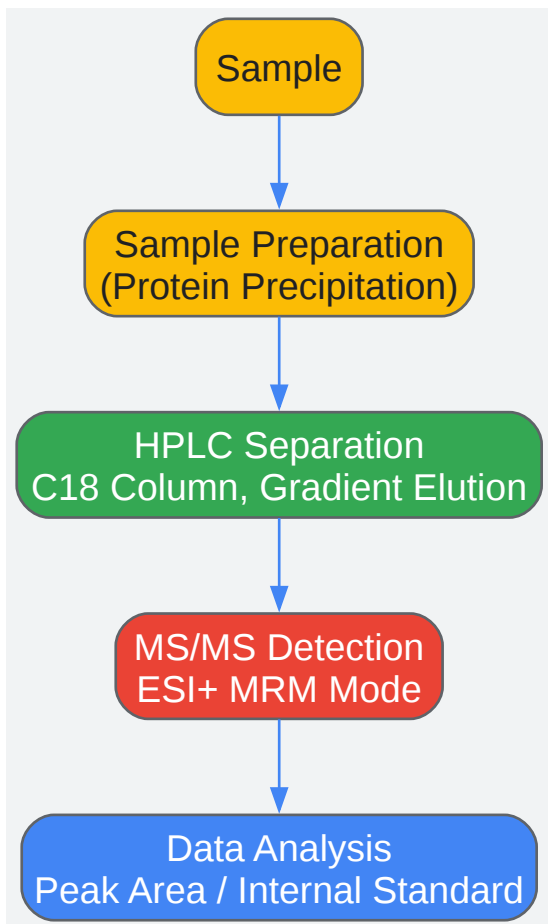 Sample
Sample Preparation
(Protein Precipitation)
HPLC Separation
C18 Column, Gradient Elution
MS/MS Detection
ESI+ MRM Mode
Data Analysis
Peak Area / Internal Standard